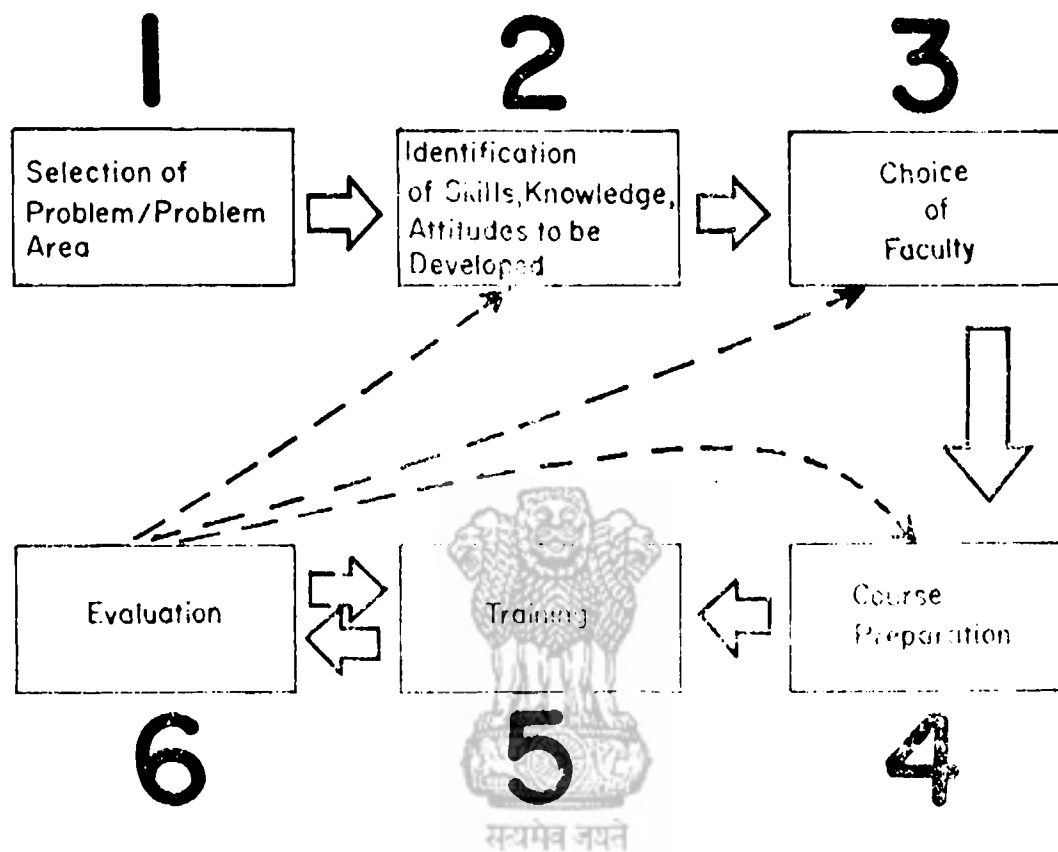 1
2
3
Selection of
Problem/Problem
Area
Identification
of Skills, Knowledge,
Attitudes to be
Developed
Choice
of
Faculty
Evaluation
Training
Course
Preparation
6
5
4
सत्यमेव जयते